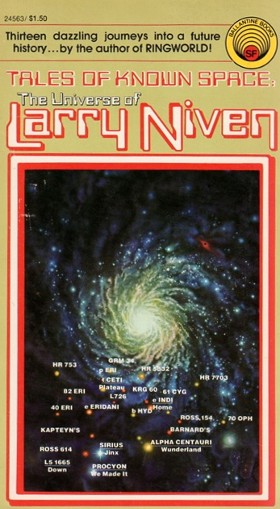 24563/$1.50
Thirteen dazzling journeys into a future
history...by the author of RINGWORLD!
BALLANTINE BOOKS
SF
TALES OF KNOWN SPACE:
The Universe of
Larry Niven
HR 753
GRM 34
p ERI
HR 8832
HR 7703
t CETI
Plateau
82 ERI
L726
KRG 60
61 CYG
e INDI
Home
40 ERI
e ERIDANI
b HYD
ROSS 154
70 OPH
KAPTEYN'S
BARNARD'S
ROSS 614
SIRIUS
Jinx
ALPHA CENTAURI
Wunderland
L5 1665
Down
PROCYON
We Made It